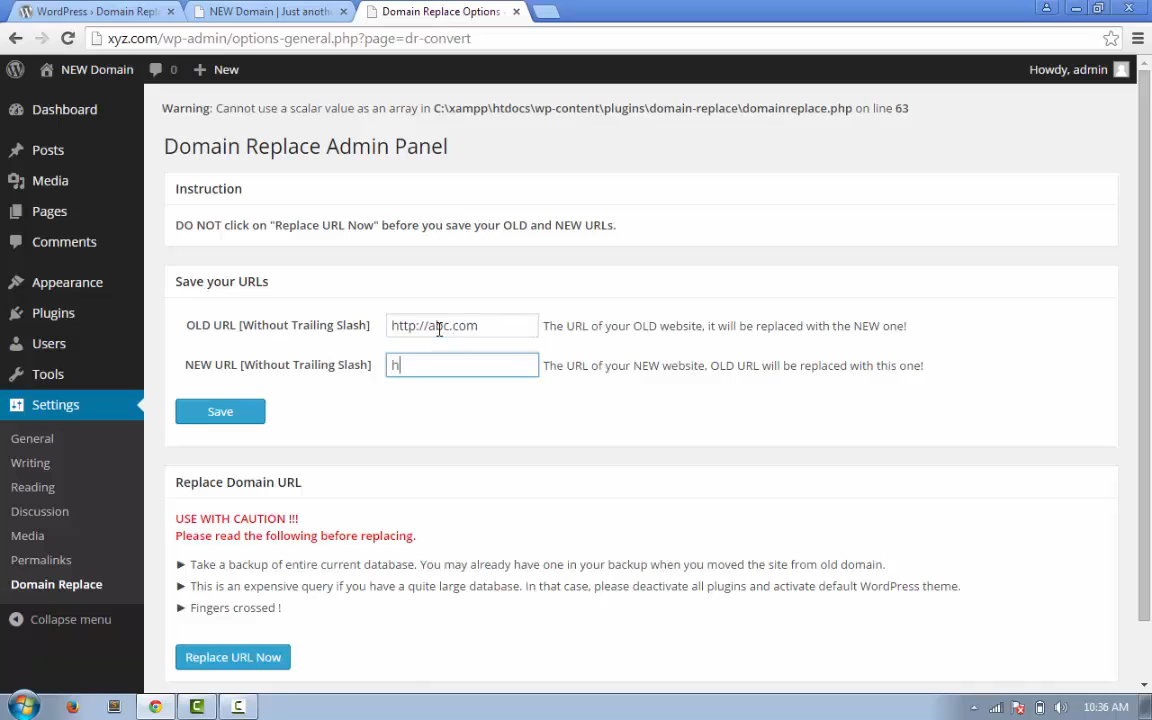 WordPress › Domain Repl
NEW Domain | Just anoth
Domain Replace Options
xyz.com/wp-admin/options-general.php?page=dr-convert
NEW Domain
0
New
Howdy, admin
Dashboard
Posts
Media
Pages
Comments
Appearance
Plugins
Users
Tools
Settings
General
Writing
Reading
Discussion
Media
Permalinks
Domain Replace
Collapse menu
Warning: Cannot use a scalar value as an array in C:\xampp\htdocs\wp-content\plugins\domain-replace\domainreplace.php on line 63
Domain Replace Admin Panel
Instruction
DO NOT click on "Replace URL Now" before you save your OLD and NEW URLs.
Save your URLs
OLD URL [Without Trailing Slash] http://abc.com The URL of your OLD website, it will be replaced with the NEW one!
NEW URL [Without Trailing Slash] h The URL of your NEW website. OLD URL will be replaced with this one!
Save
Replace Domain URL
USE WITH CAUTION !!!
Please read the following before replacing.
► Take a backup of entire current database. You may already have one in your backup when you moved the site from old domain.
► This is an expensive query if you have a quite large database. In that case, please deactivate all plugins and activate default WordPress theme.
► Fingers crossed !
Replace URL Now
10:36 AM